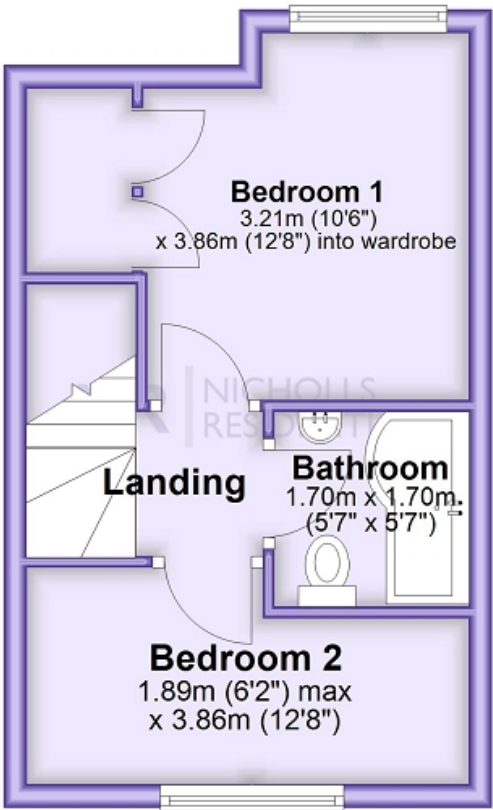 Bedroom 1
3.21m (10'6")
x 3.86m (12'8") into wardrobe
NICHOLLS
Landing
Bathroom
1.70m x 1.70m.
(5'7" x 5'7")
Bedroom 2
1.89m (6'2") max
x 3.86m (12'8")